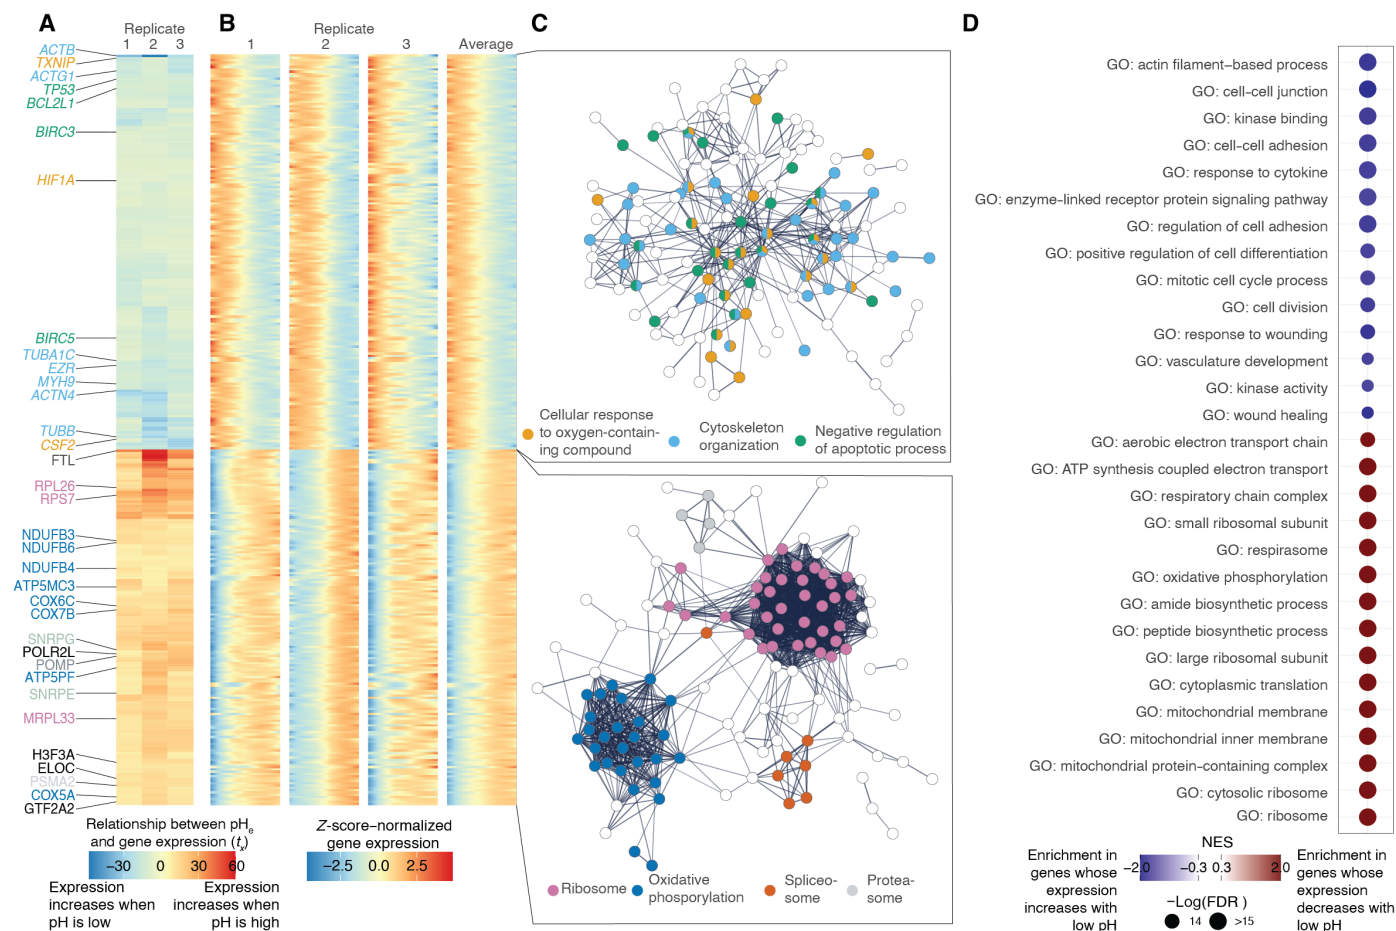 A
Replicate
1 2 3
ACTB
TXNIP
ACTG1
TP53
BCL2L1
BIRC3
HIF1A
BIRC5
TUBA1C
EZR
MYH9
ACTN4
TUBB
CSF2
FTL
RPL26
RPS7
NDUFB3
NDUFB6
NDUFB4
ATP5MC3
COX6C
COX7B
SNRPG
POLR2L
POMP
ATP5PF
SNRPE
MRPL33
H3F3A
ELOC
PSMA2
COX5A
GTF2A2
Relationship between pHe
and gene expression (tx)
−30 0 30 60
Expression
increases when
pH is low
Expression
increases when
pH is high
B
Replicate
1 2 3 Average
Z-score–normalized
gene expression
−2.5 0.0 2.5
C
Cellular response
to oxygen-contain-
ing compound
Cytoskeleton
organization
Negative regulation
of apoptotic process
Ribosome
Oxidative
phosporylation
Spliceo-
some
Protea-
some
D
GO: actin filament–based process
GO: cell–cell junction
GO: kinase binding
GO: cell–cell adhesion
GO: response to cytokine
GO: enzyme–linked receptor protein signaling pathway
GO: regulation of cell adhesion
GO: positive regulation of cell differentiation
GO: mitotic cell cycle process
GO: cell division
GO: response to wounding
GO: vasculature development
GO: kinase activity
GO: wound healing
GO: aerobic electron transport chain
GO: ATP synthesis coupled electron transport
GO: respiratory chain complex
GO: small ribosomal subunit
GO: respirasome
GO: oxidative phosphorylation
GO: amide biosynthetic process
GO: peptide biosynthetic process
GO: large ribosomal subunit
GO: cytoplasmic translation
GO: mitochondrial membrane
GO: mitochondrial inner membrane
GO: mitochondrial protein-containing complex
GO: cytosolic ribosome
GO: ribosome
NES
−2.0 −0.3 0.3 2.0
Enrichment in
genes whose
expression
increases with
low pH
Enrichment in
genes whose
expression
decreases with
low pH
−Log(FDR )
14 >15